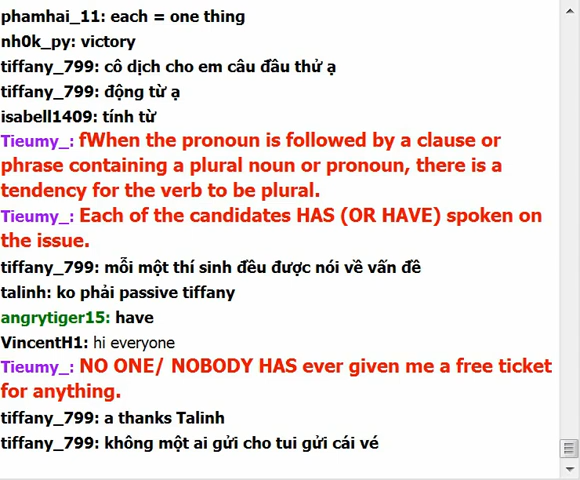 phamhai_11: each = one thing
nh0k_py: victory
tiffany_799: cô dịch cho em câu đâu thử ạ
tiffany_799: động từ ạ
isabell1409: tính từ
Tieumy_: fWhen the pronoun is followed by a clause or
phrase containing a plural noun or pronoun, there is a
tendency for the verb to be plural.
Tieumy_: Each of the candidates HAS (OR HAVE) spoken on
the issue.
tiffany_799: mỗi một thí sinh đều được nói về vấn đề
talinh: ko phải passive tiffany
angrytiger15: have
VincentH1: hi everyone
Tieumy_: NO ONE/ NOBODY HAS ever given me a free ticket
for anything.
tiffany_799: a thanks Talinh
tiffany_799: không một ai gửi cho tui gửi cái vé